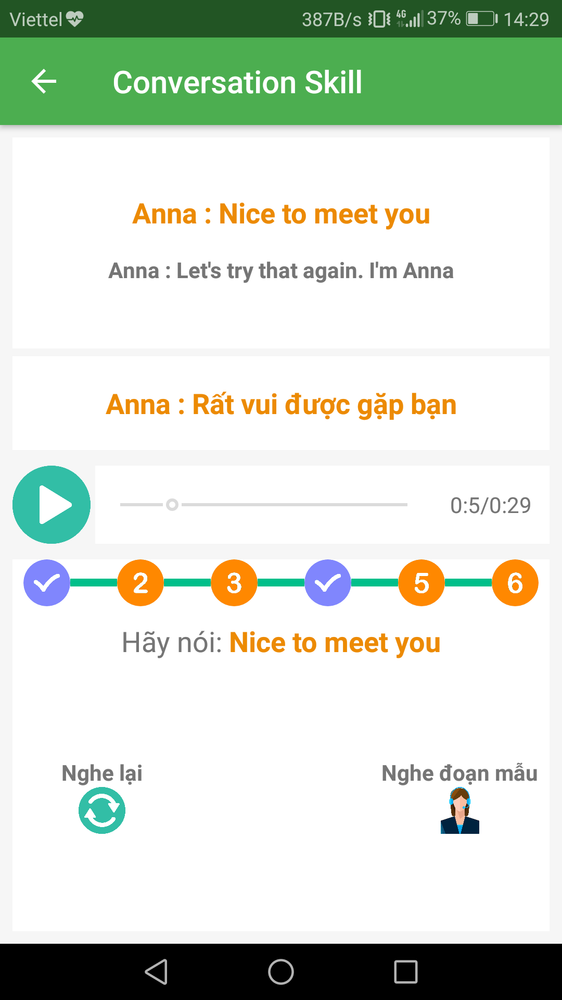 Viettel 387B/s 4G 37% 14:29
Conversation Skill
Anna : Nice to meet you
Anna : Let's try that again. I'm Anna
Anna : Rất vui được gặp bạn
0:5/0:29
2 3 5 6
Hãy nói: Nice to meet you
Nghe lại Nghe đoạn mẫu